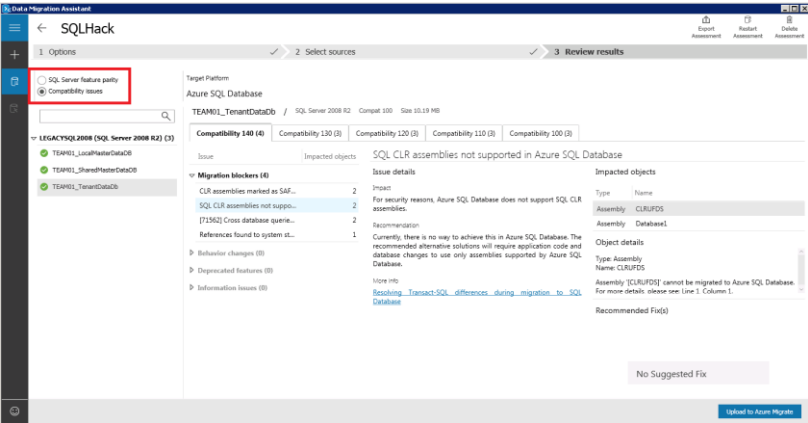 Data Migration Assistant
SQLHack
Export Assessment
Restart Assessment
Delete Assessment
1 Options
2 Select sources
3 Review results
SQL Server feature parity
Compatibility issues
LEGACYSQL2008 (SQL Server 2008 R2) (3)
TEAM01_LocalMasterDataDB
TEAM01_SharedMasterDataDB
TEAM01_TenantDataDb
Target Platform
Azure SQL Database
TEAM01_TenantDataDb / SQL Server 2008 R2 Compat 100 Size 10.19 MB
Compatibility 140 (4) Compatibility 130 (3) Compatibility 120 (3) Compatibility 110 (3) Compatibility 100 (3)
Issue Impacted objects
Migration blockers (4)
CLR assemblies marked as SAF... 2
SQL CLR assemblies not suppo... 2
[71562] Cross database querie... 2
References found to system st... 1
Behavior changes (0)
Deprecated features (0)
Information issues (0)
SQL CLR assemblies not supported in Azure SQL Database
Issue details
Impact
For security reasons, Azure SQL Database does not support SQL CLR
assemblies.
Recommendation
Currently, there is no way to achieve this in Azure SQL Database. The
recommended alternative solutions will require application code and
database changes to use only assemblies supported by Azure SQL
Database.
More info
Resolving Transact-SQL differences during migration to SQL
Database
Impacted objects
Type Name
Assembly CLRUFDS
Assembly Database1
Object details
Type: Assembly
Name: CLRUFDS
Assembly '[CLRUFDS]' cannot be migrated to Azure SQL Database.
For more details. please see: Line 1. Column 1.
Recommended Fix(s)
No Suggested Fix
Upload to Azure Migrate